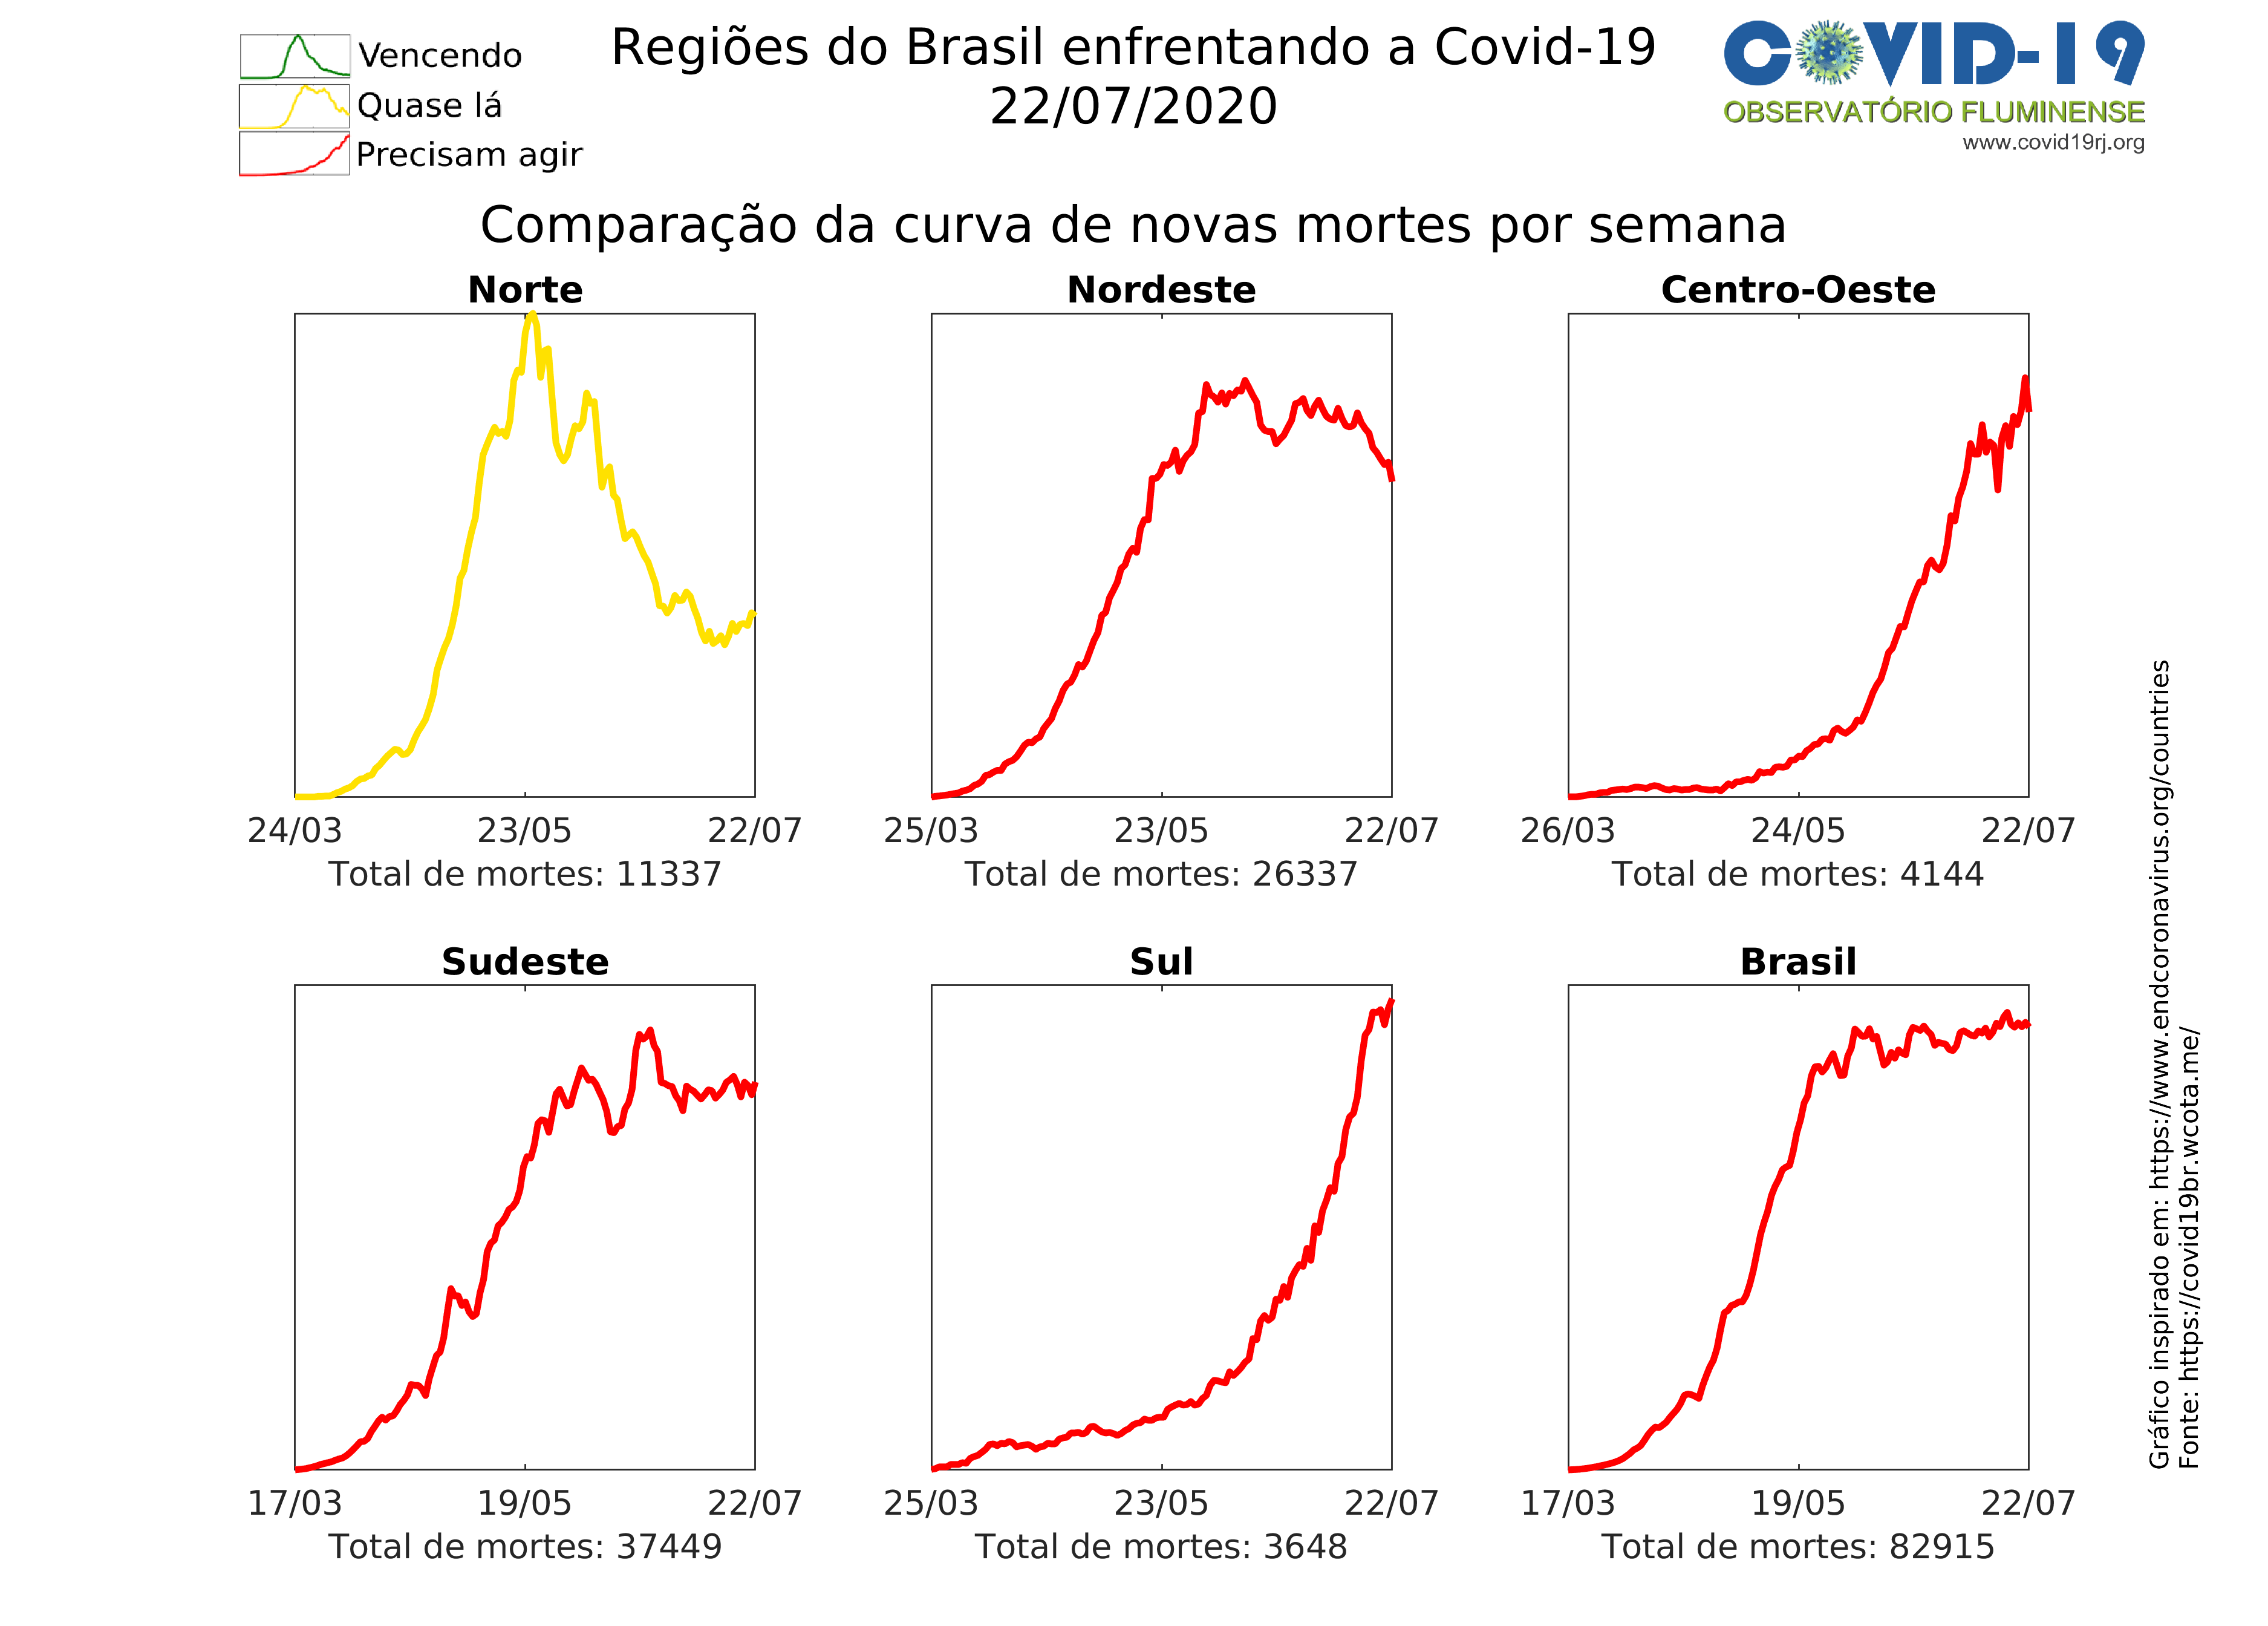 Vencendo
Quase lá
Precisam agir
Regiões do Brasil enfrentando a Covid-19
22/07/2020
COVID-19
OBSERVATÓRIO FLUMINENSE
www.covid19rj.org
Comparação da curva de novas mortes por semana
Norte
24/03 23/05 22/07
Total de mortes: 11337
Nordeste
25/03 23/05 22/07
Total de mortes: 26337
Centro-Oeste
26/03 24/05 22/07
Total de mortes: 4144
Sudeste
17/03 19/05 22/07
Total de mortes: 37449
Sul
25/03 23/05 22/07
Total de mortes: 3648
Brasil
17/03 19/05 22/07
Total de mortes: 82915
Gráfico inspirado em: https://www.endcoronavirus.org/countries
Fonte: https://covid19br.wcota.me/